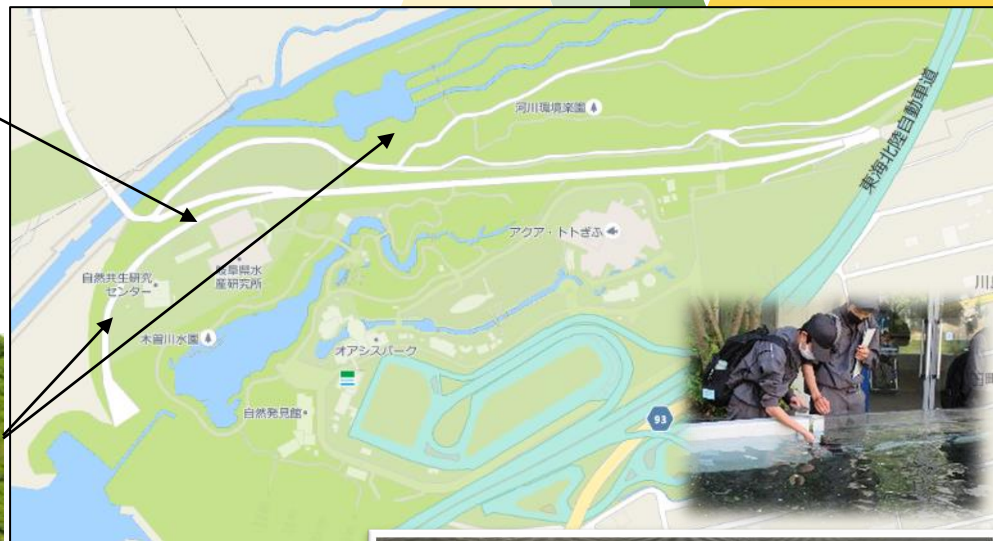 河川環境楽園
東海北陸自動車道
アクア・トトぎふ
岐阜県水
産研究所
自然共生研究
センター
木曽川水園
オアシスパーク
自然発見館
93